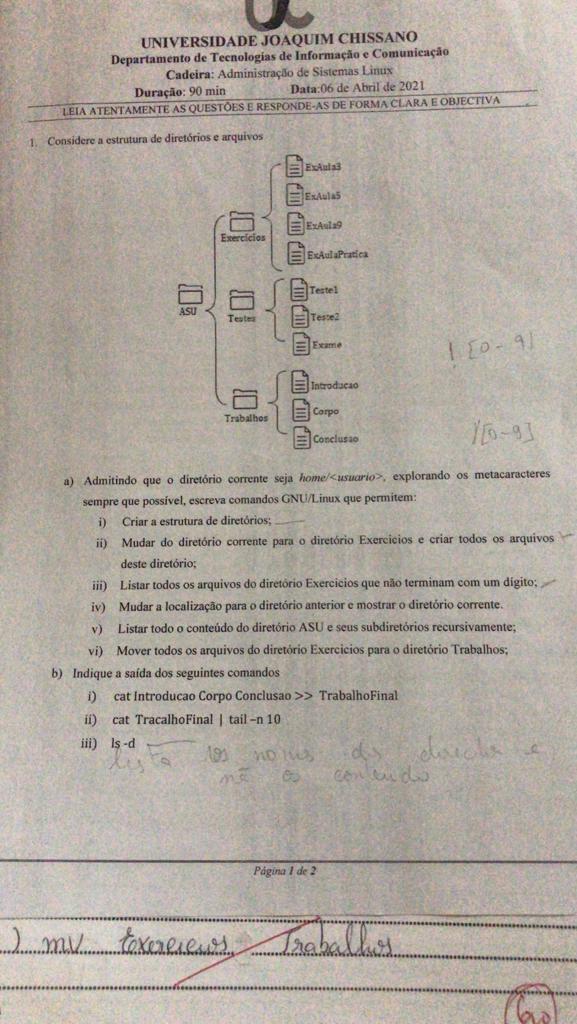 UNIVERSIDADE JOAQUIM CHISSANO
Departamento de Tecnologias de Informação e Comunicação
Cadeira: Administração de Sistemas Linux
Duração: 90 min Data:06 de Abril de 2021
LEIA ATENTAMENTE AS QUESTÕES E RESPONDE-AS DE FORMA CLARA E OBJECTIVA
1. Considere a estrutura de diretórios e arquivos
ExAula3
ExAula5
ExAula9
Exercicios
ExAulaPratica
Teste1
ASU
Testes
Teste2
Exame
! [0-9]
Introducao
Trabalhos
Corpo
Conclusao
[0-9]
a) Admitindo que o diretório corrente seja home/<usuario>, explorando os metacaracteres
sempre que possível, escreva comandos GNU/Linux que permitem:
i) Criar a estrutura de diretórios;
ii) Mudar do diretório corrente para o diretório Exercicios e criar todos os arquivos
deste diretório;
iii) Listar todos os arquivos do diretório Exercicios que não terminam com um dígito;
iv) Mudar a localização para o diretório anterior e mostrar o diretório corrente.
v) Listar todo o conteúdo do diretório ASU e seus subdiretórios recursivamente;
vi) Mover todos os arquivos do diretório Exercicios para o diretório Trabalhos;
b) Indique a saída dos seguintes comandos
i) cat Introducao Corpo Conclusao >> TrabalhoFinal
ii) cat TracalhoFinal | tail –n 10
iii) ls -d
lista os nomes de e
os conteudo
Página 1 de 2
) mv Exercicios Trabalhos